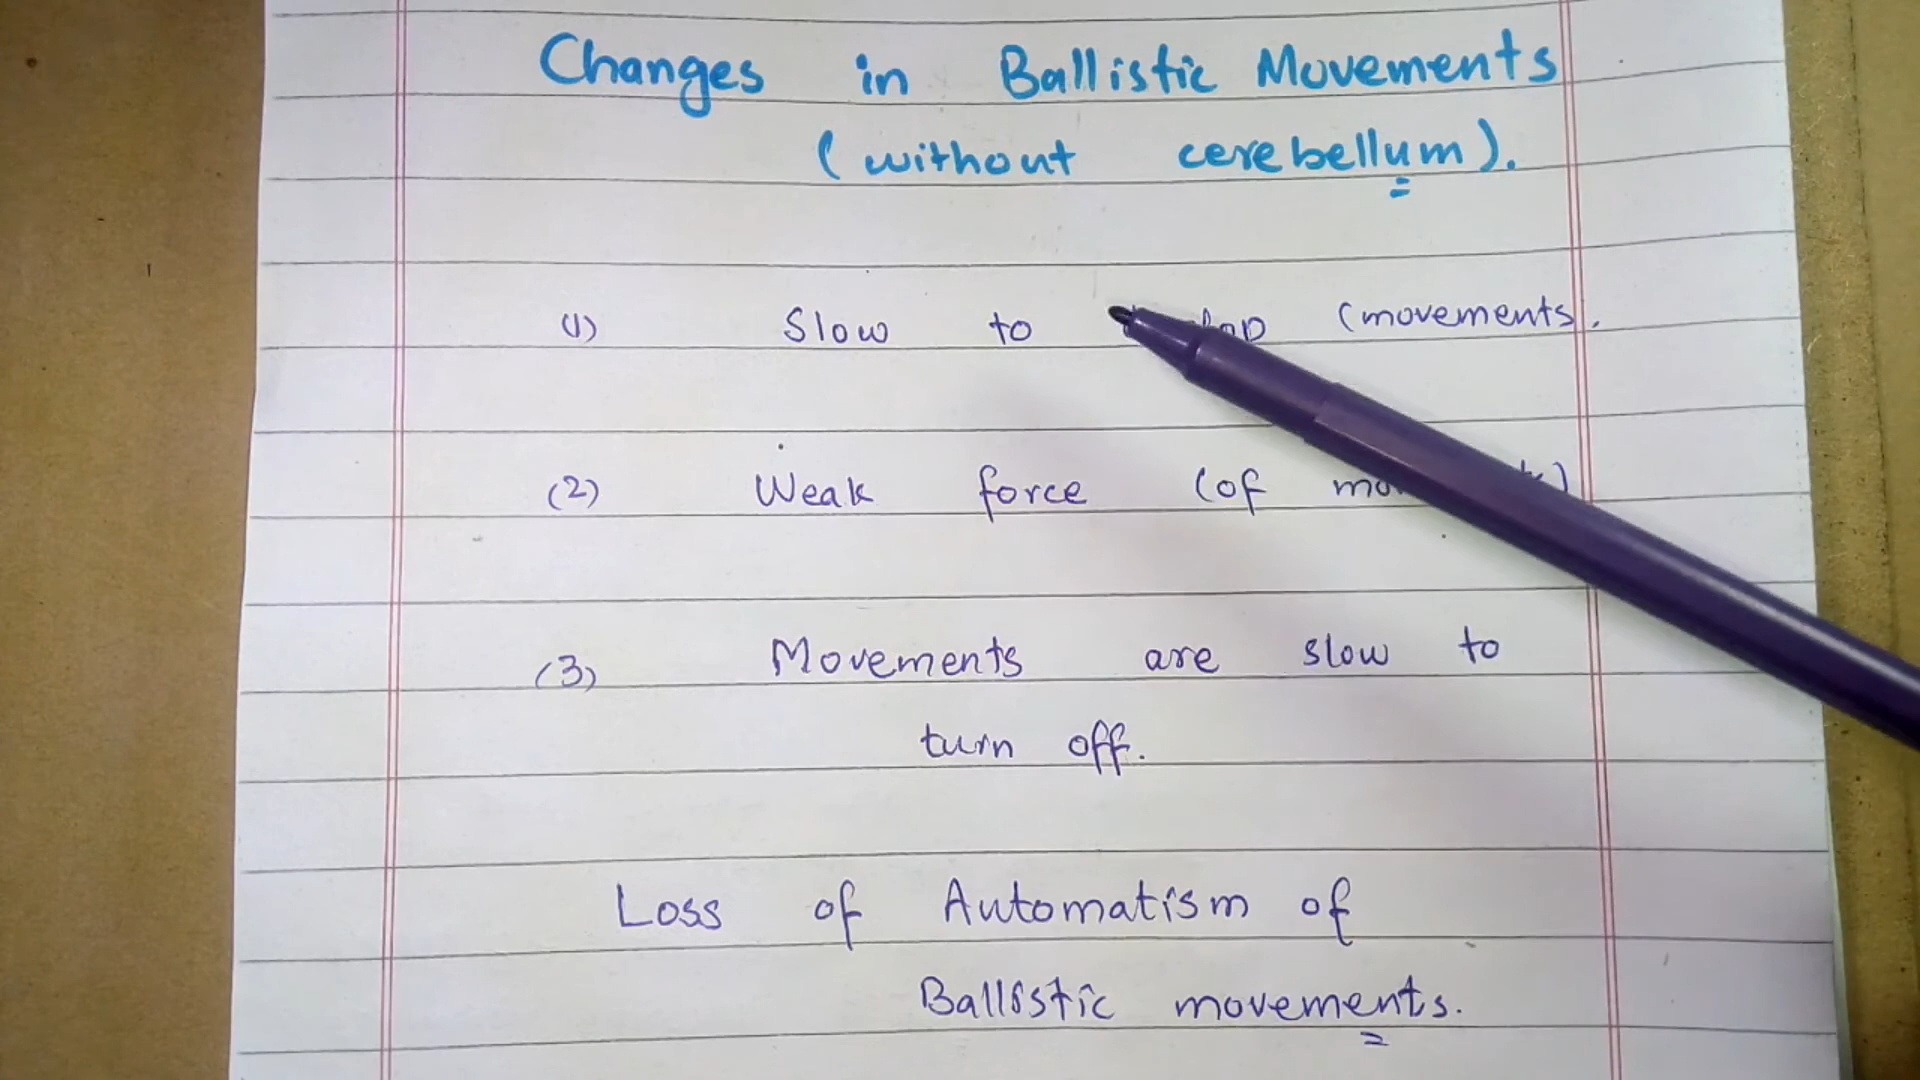 Changes in Ballistic Movements
(without cerebellum).
(1) Slow to (movements.
(2) Weak force (of
(3) Movements are slow to
turn off.
Loss of Automatism of
Ballistic movements.